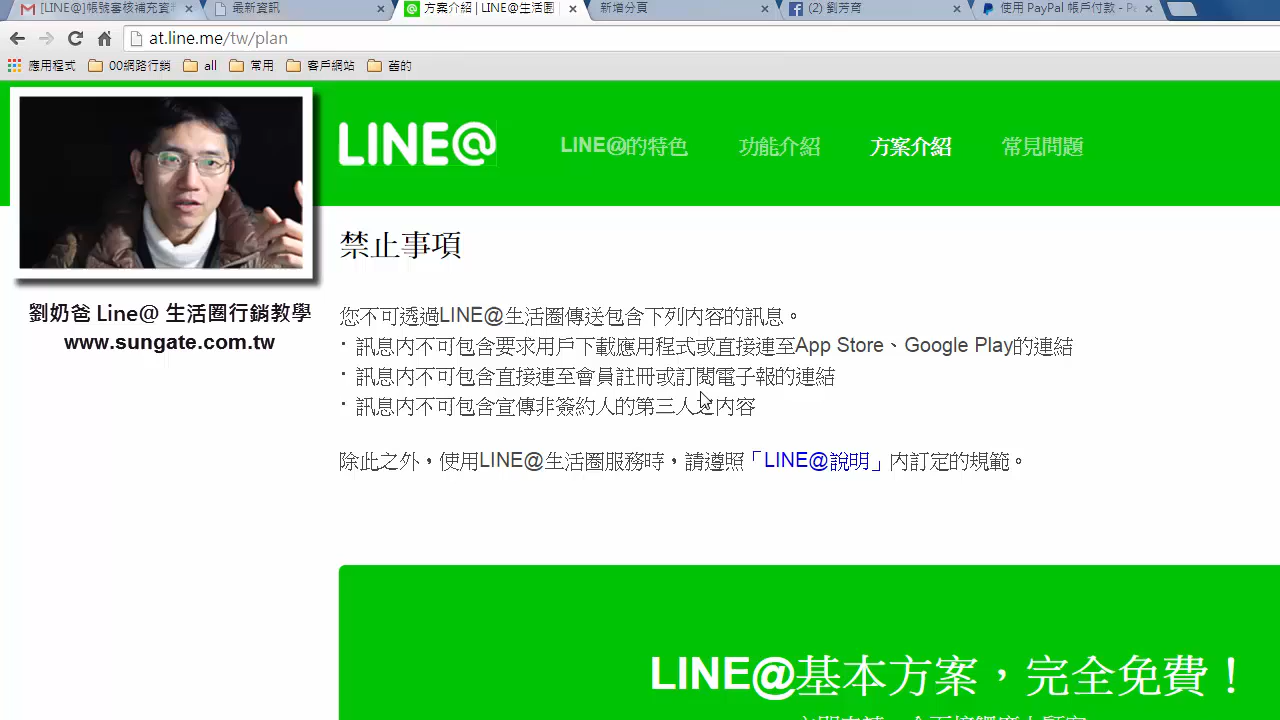 [LINE@]帳號審核補充資
最新資訊
方案介紹 | LINE@生活圈
新增分頁
(2) 劉芳育
使用 PayPal 帳戶付款 - P
at.line.me/tw/plan
應用程式 00網路行銷 all 常用 客戶網站 舊的
LINE@ LINE@的特色 功能介紹 方案介紹 常見問題
禁止事項
劉奶爸 Line@ 生活圈行銷教學
www.sungate.com.tw
您不可透過LINE@生活圈傳送包含下列內容的訊息。
· 訊息內不可包含要求用戶下載應用程式或直接連至App Store、Google Play的連結
· 訊息內不可包含直接連至會員註冊或訂閱電子報的連結
· 訊息內不可包含宣傳非簽約人的第三人之內容
除此之外，使用LINE@生活圈服務時，請遵照「LINE@說明」內訂定的規範。
LINE@基本方案，完全免費！